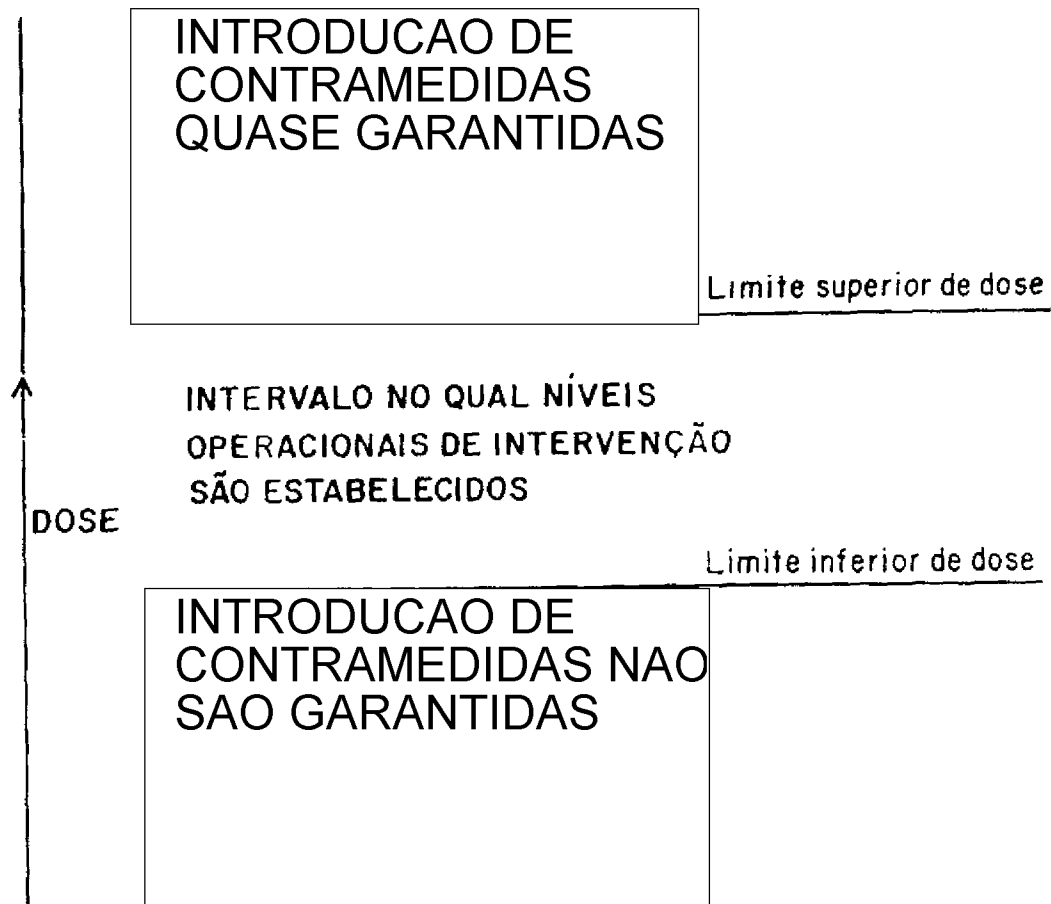 INTRODUCAO DE
CONTRAMEDIDAS
QUASE GARANTIDAS
Limite superior de dose
INTERVALO NO QUAL NÍVEIS
OPERACIONAIS DE INTERVENÇÃO
SÃO ESTABELECIDOS
DOSE
Limite inferior de dose
INTRODUCAO DE
CONTRAMEDIDAS NAO
SAO GARANTIDAS